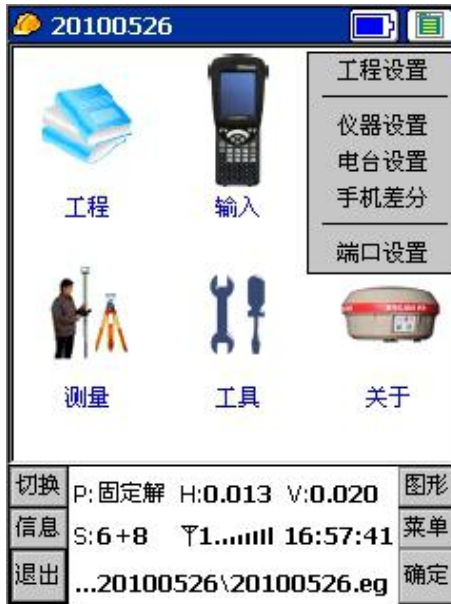 20100526
工程设置
仪器设置
电台设置
手机差分
端口设置
工程
输入
测量
工具
关于
切换
P:固定解 H:0.013 V:0.020
图形
信息
S:6+8 1 16:57:41
菜单
退出
...20100526\20100526.eg
确定